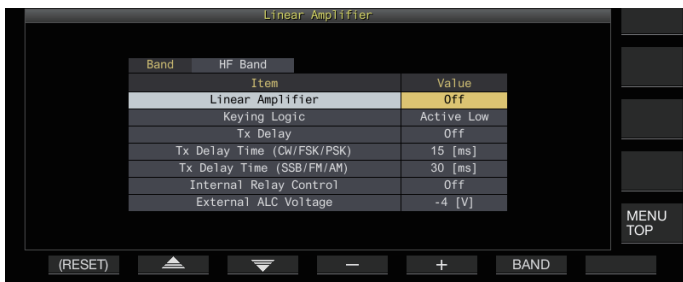 Linear Amplifier
Band HF Band
Item Value
Linear Amplifier Off
Keying Logic Active Low
Tx Delay Off
Tx Delay Time (CW/FSK/PSK) 15 [ms]
Tx Delay Time (SSB/FM/AM) 30 [ms]
Internal Relay Control Off
External ALC Voltage -4 [V]
MENU
TOP
(RESET) − + BAND